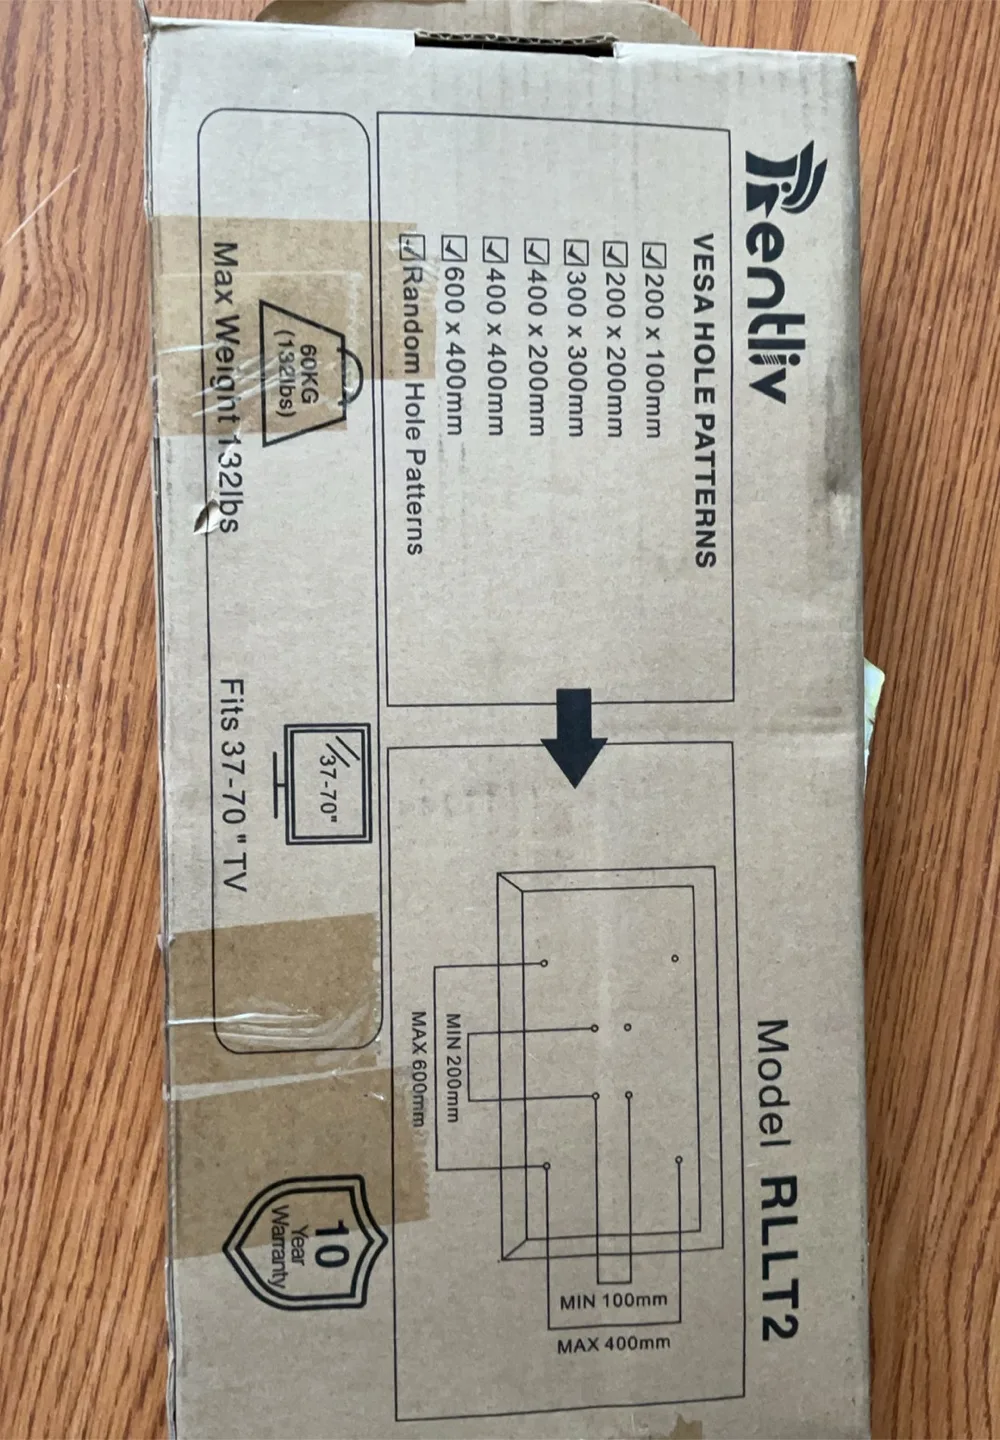 Rentliv
Model RLLT2
VESA HOLE PATTERNS
200 x 100mm
200 x 200mm
300 x 300mm
400 x 200mm
400 x 400mm
600 x 400mm
Random Hole Patterns
MIN 100mm
MAX 400mm
MIN 200mm
MAX 600mm
60KG
(132lbs)
Max Weight 132lbs
37-70"
Fits 37-70" TV
10
Year
Warranty